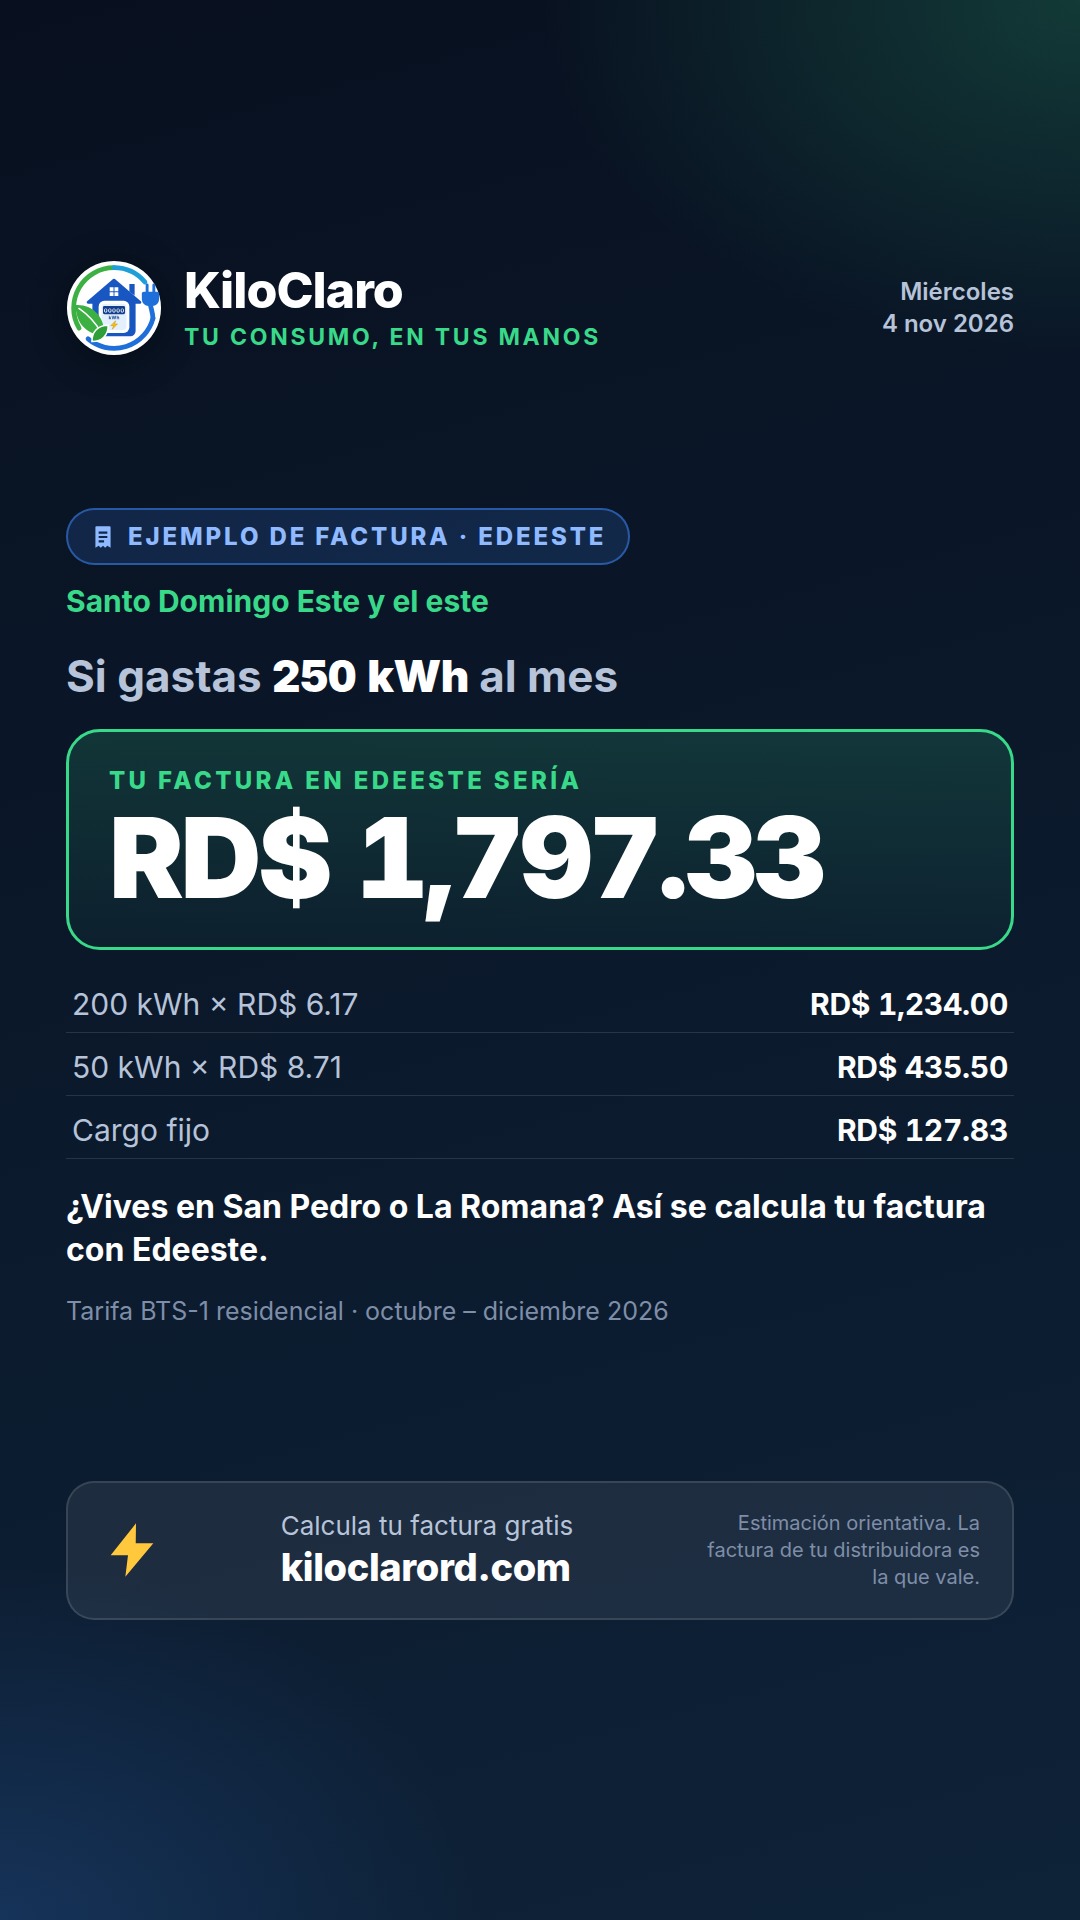 KiloClaro
TU CONSUMO, EN TUS MANOS
Miércoles
4 nov 2026
EJEMPLO DE FACTURA · EDEESTE
Santo Domingo Este y el este
Si gastas 250 kWh al mes
TU FACTURA EN EDEESTE SERÍA
RD$ 1,797.33
200 kWh × RD$ 6.17 RD$ 1,234.00
50 kWh × RD$ 8.71 RD$ 435.50
Cargo fijo RD$ 127.83
¿Vives en San Pedro o La Romana? Así se calcula tu factura
con Edeeste.
Tarifa BTS-1 residencial · octubre – diciembre 2026
Calcula tu factura gratis
kiloclarord.com
Estimación orientativa. La
factura de tu distribuidora es
la que vale.